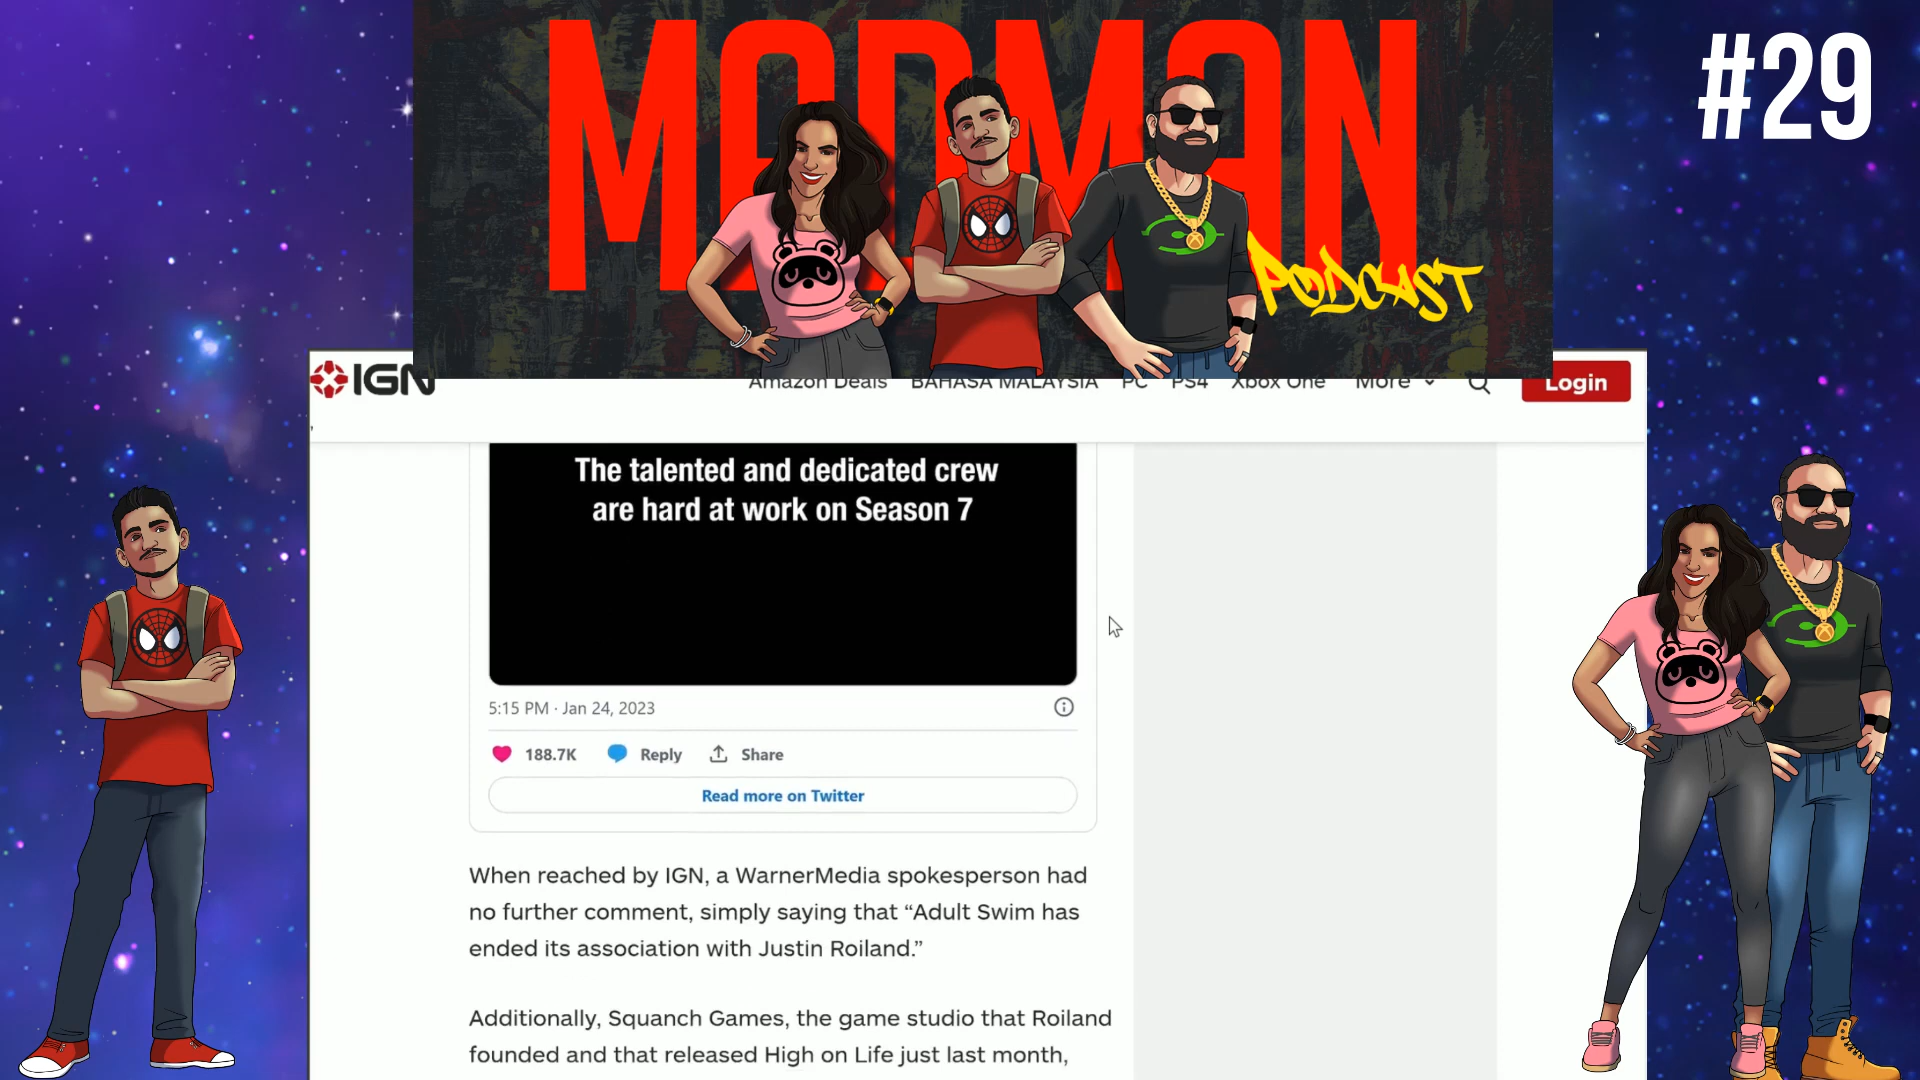 MADMAN
PODCAST
#29
IGN
Amazon Deals BAHASA MALAYSIA PC PS4 Xbox One More
Login
The talented and dedicated crew
are hard at work on Season 7
5:15 PM · Jan 24, 2023
188.7K Reply Share
Read more on Twitter
When reached by IGN, a WarnerMedia spokesperson had
no further comment, simply saying that “Adult Swim has
ended its association with Justin Roiland.”
Additionally, Squanch Games, the game studio that Roiland
founded and that released High on Life just last month,